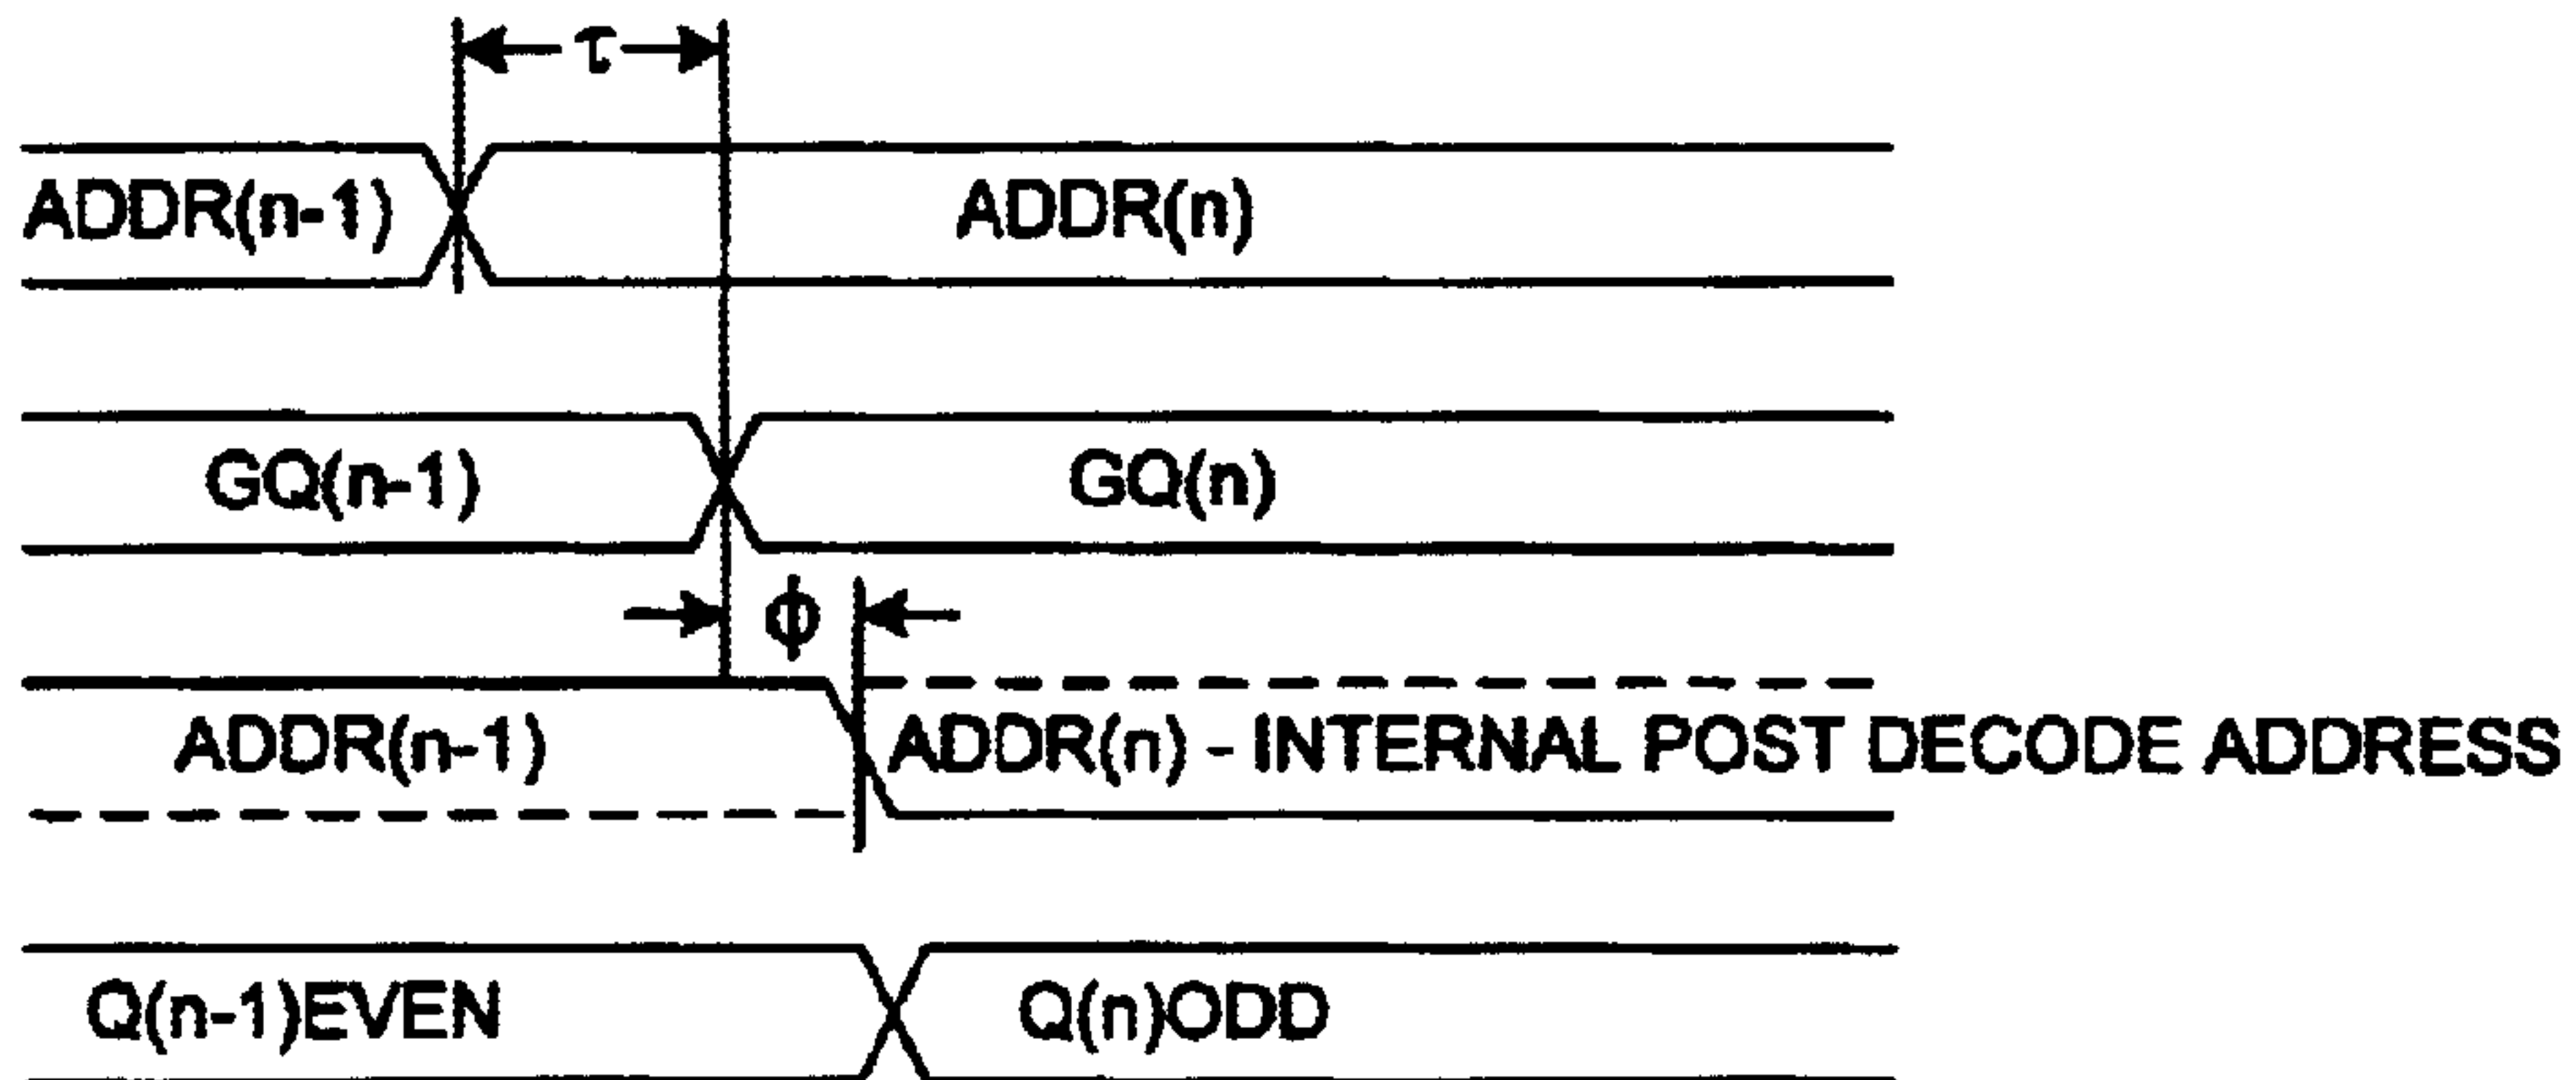 τ
ADDR(n-1) ADDR(n)
GQ(n-1) GQ(n)
ϕ
ADDR(n-1) ADDR(n) - INTERNAL POST DECODE ADDRESS
Q(n-1)EVEN Q(n)ODD